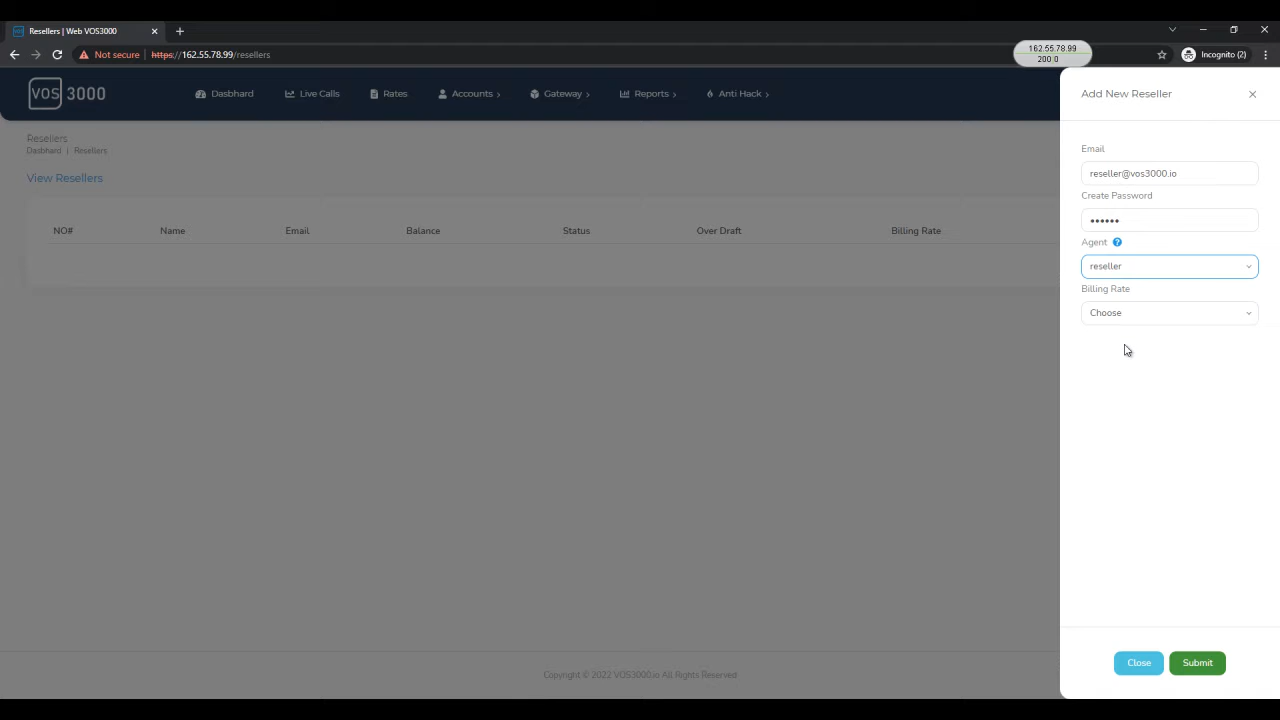 Resellers | Web VOS3000
Not secure https://162.55.78.99/resellers
162.55.78.99
200 0
Incognito (2)
VOS 3000
Dasbhard
Live Calls
Rates
Accounts
Gateway
Reports
Anti Hack
Add New Reseller
Resellers
Dasbhard | Resellers
View Resellers
NO# Name Email Balance Status Over Draft Billing Rate
Email
reseller@vos3000.io
Create Password
••••••
Agent ?
reseller
Billing Rate
Choose
Close
Submit
Copyright © 2022 VOS3000.io All Rights Reserved